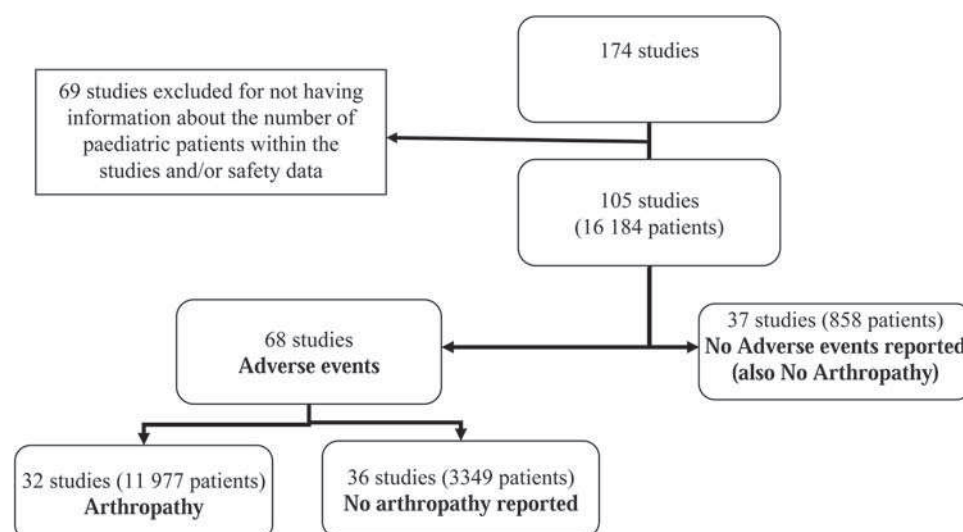 174 studies
69 studies excluded for not having
information about the number of
paediatric patients within the
studies and/or safety data
105 studies
(16 184 patients)
68 studies
Adverse events
37 studies (858 patients)
No Adverse events reported
(also No Arthropathy)
32 studies (11 977 patients)
Arthropathy
36 studies (3349 patients)
No arthropathy reported